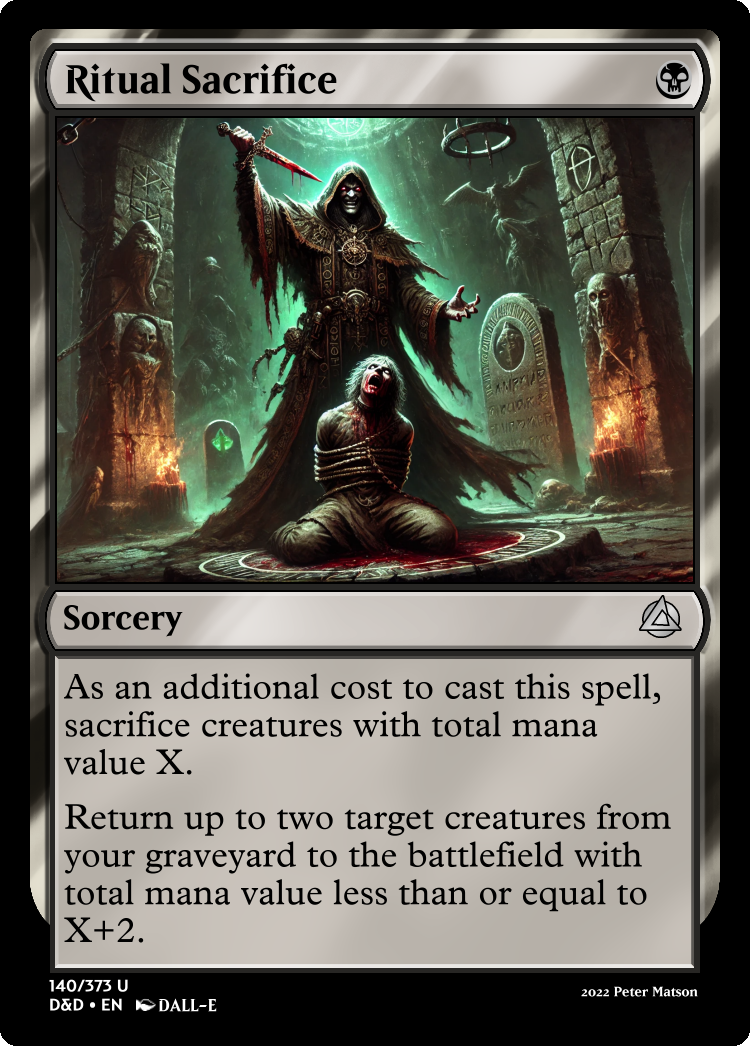 Ritual Sacrifice
Sorcery
As an additional cost to cast this spell,
sacrifice creatures with total mana
value X.
Return up to two target creatures from
your graveyard to the battlefield with
total mana value less than or equal to
X+2.
140/373 U
D&D • EN DALL-E
2022 Peter Matson